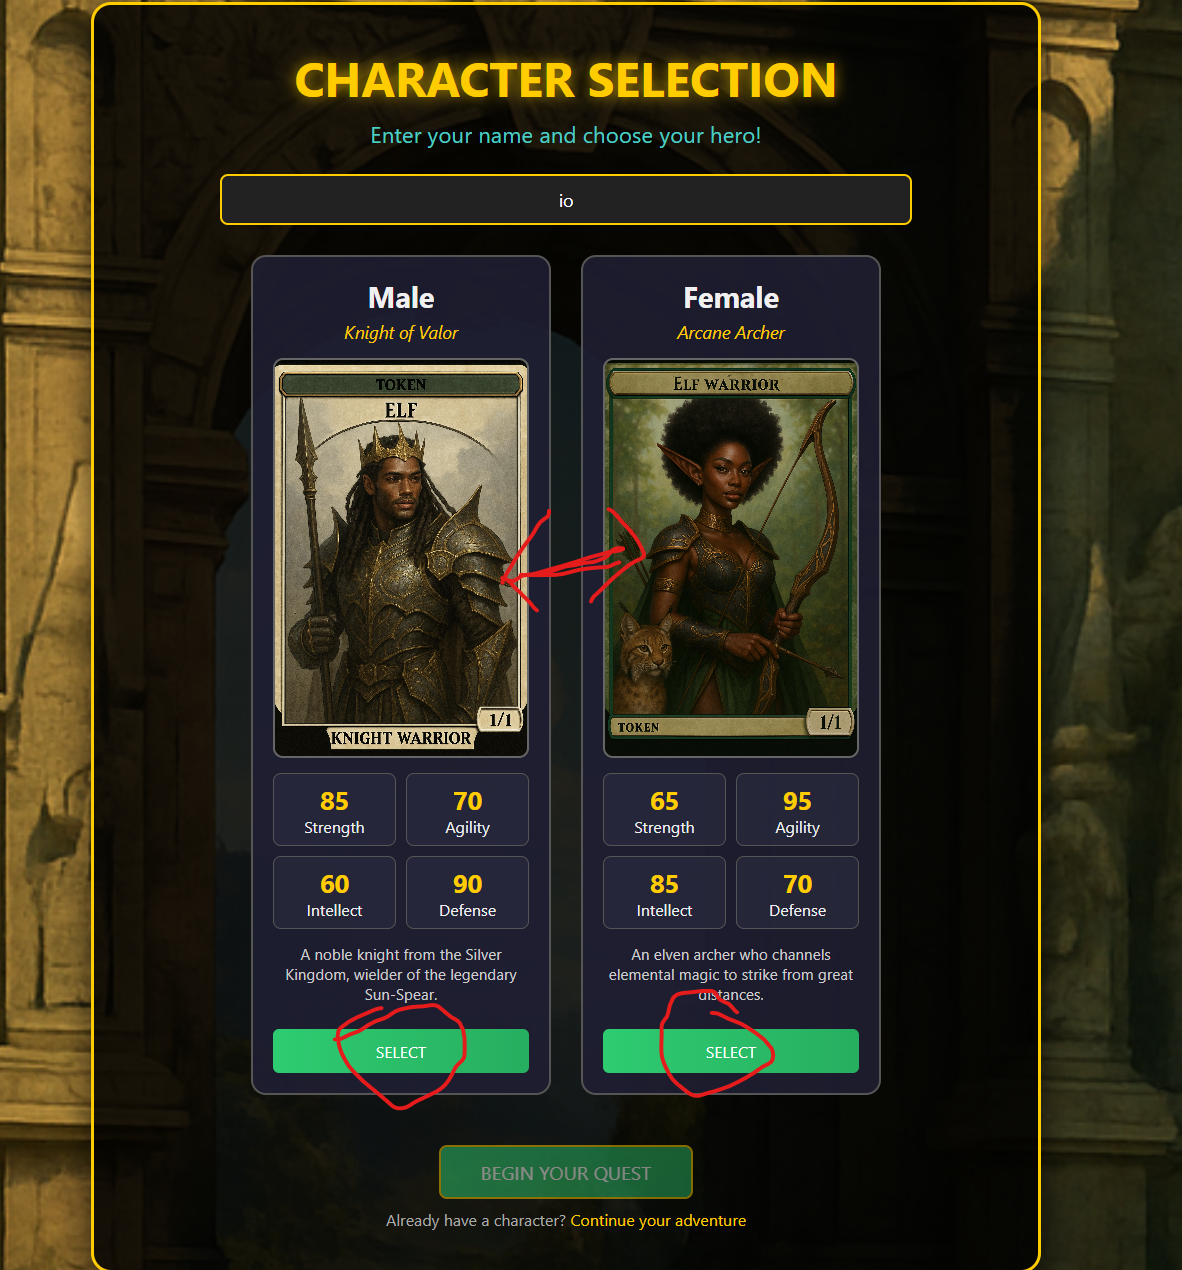 CHARACTER SELECTION
Enter your name and choose your hero!
io
Male
Knight of Valor
TOKEN
ELF
1/1
KNIGHT WARRIOR
85
Strength
70
Agility
60
Intellect
90
Defense
A noble knight from the Silver
Kingdom, wielder of the legendary
Sun-Spear.
SELECT
Female
Arcane Archer
ELF WARRIOR
TOKEN
1/1
65
Strength
95
Agility
85
Intellect
70
Defense
An elven archer who channels
elemental magic to strike from great
distances.
SELECT
BEGIN YOUR QUEST
Already have a character? Continue your adventure